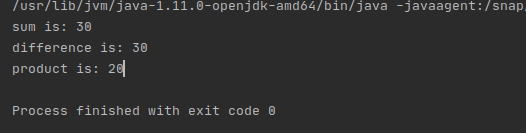 /usr/lib/jvm/java-1.11.0-openjdk-amd64/bin/java -javaagent:/snap/
sum is: 30
difference is: 30
product is: 20
Process finished with exit code 0